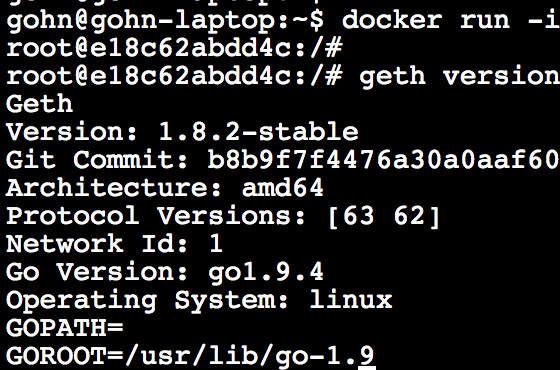 gohn@gohn-laptop:~$ docker run -i
root@e18c62abdd4c:/#
root@e18c62abdd4c:/# geth version
Geth
Version: 1.8.2-stable
Git Commit: b8b9f7f4476a30a0aaf60
Architecture: amd64
Protocol Versions: [63 62]
Network Id: 1
Go Version: go1.9.4
Operating System: linux
GOPATH=
GOROOT=/usr/lib/go-1.9